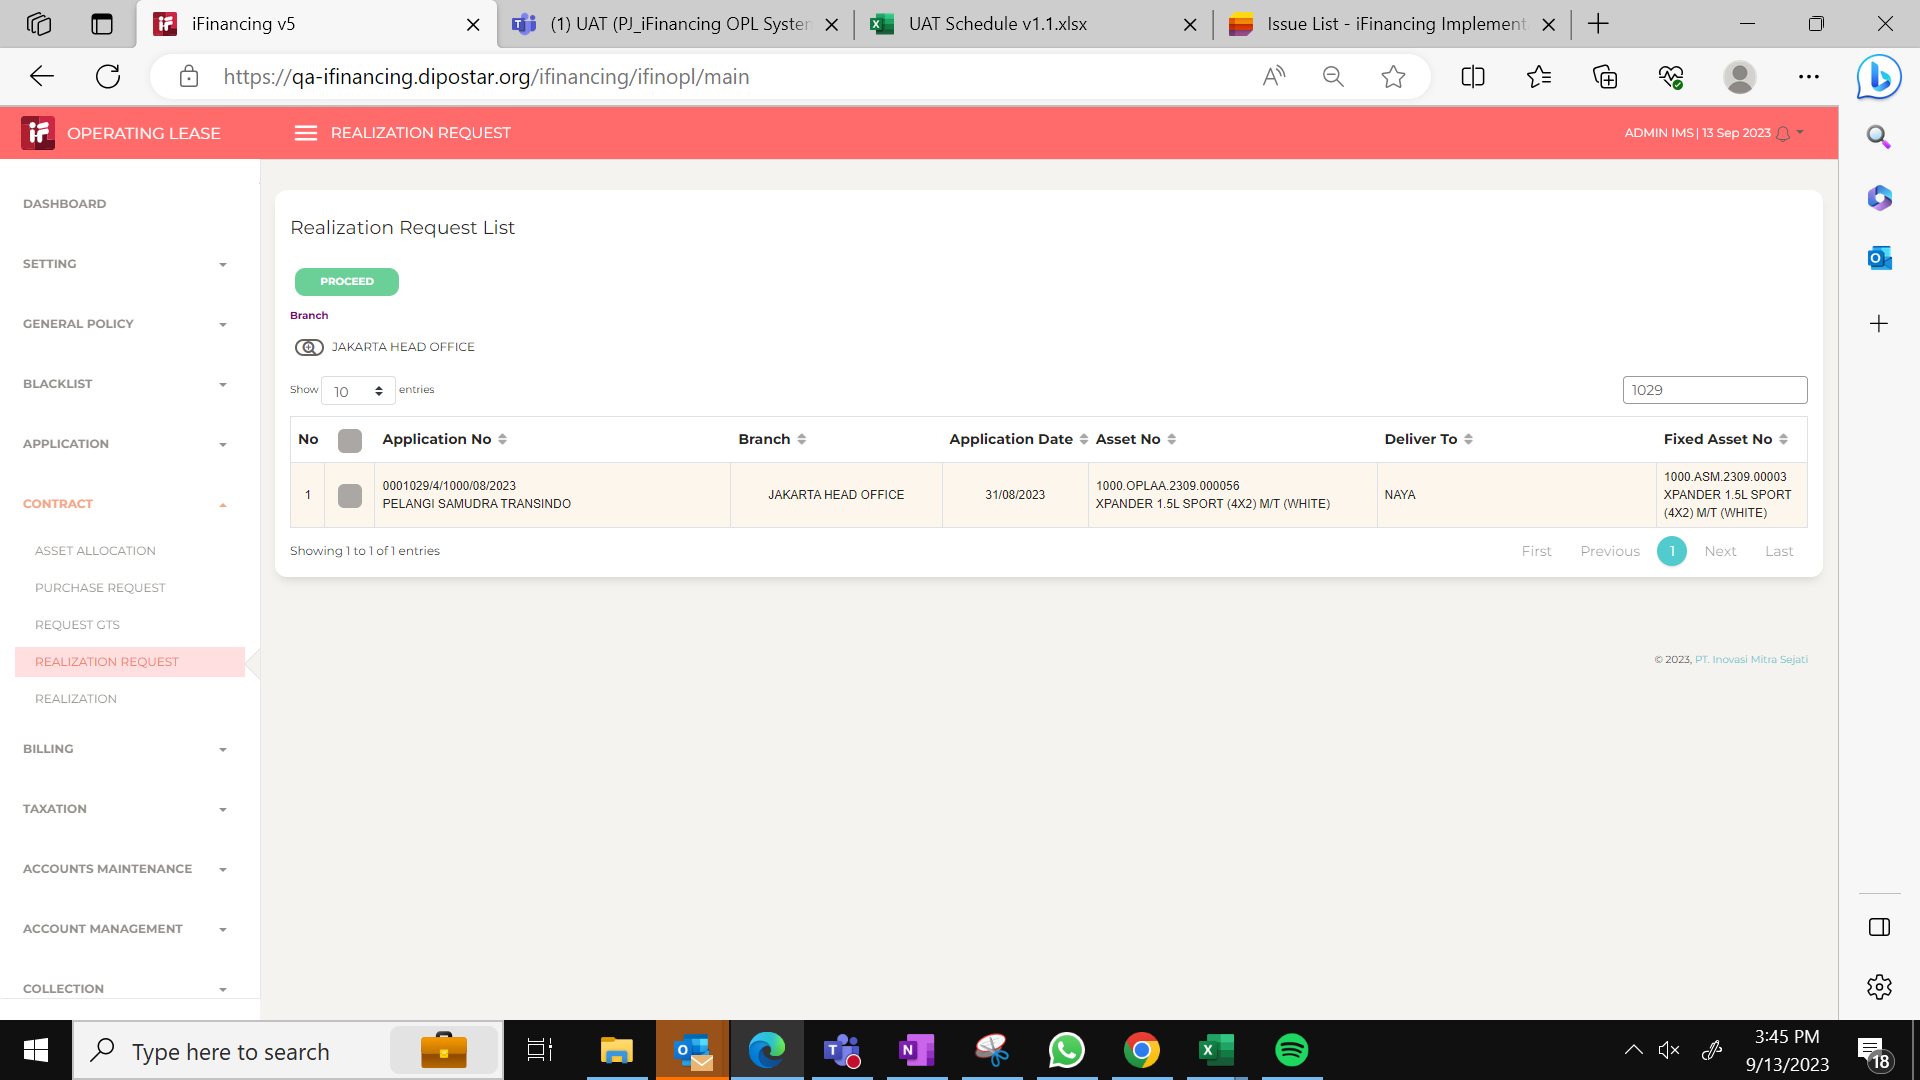 iFinancing v5
(1) UAT (PJ_iFinancing OPL System
UAT Schedule v1.1.xlsx
Issue List - iFinancing Implement
https://qa-ifinancing.dipostar.org/ifinancing/ifinopl/main
iF OPERATING LEASE
REALIZATION REQUEST
ADMIN IMS | 13 Sep 2023
DASHBOARD
SETTING
GENERAL POLICY
BLACKLIST
APPLICATION
CONTRACT
ASSET ALLOCATION
PURCHASE REQUEST
REQUEST GTS
REALIZATION REQUEST
REALIZATION
BILLING
TAXATION
ACCOUNTS MAINTENANCE
ACCOUNT MANAGEMENT
COLLECTION
Realization Request List
PROCEED
Branch
JAKARTA HEAD OFFICE
Show 10 entries
1029
No Application No Branch Application Date Asset No Deliver To Fixed Asset No
1 0001029/4/1000/08/2023 JAKARTA HEAD OFFICE 31/08/2023 1000.OPLAA.2309.000056 NAYA 1000.ASM.2309.00003
PELANGI SAMUDRA TRANSINDO XPANDER 1.5L SPORT (4X2) M/T (WHITE) XPANDER 1.5L SPORT
(4X2) M/T (WHITE)
Showing 1 to 1 of 1 entries
First Previous 1 Next Last
© 2023, PT. Inovasi Mitra Sejati
Type here to search
3:45 PM
9/13/2023
18